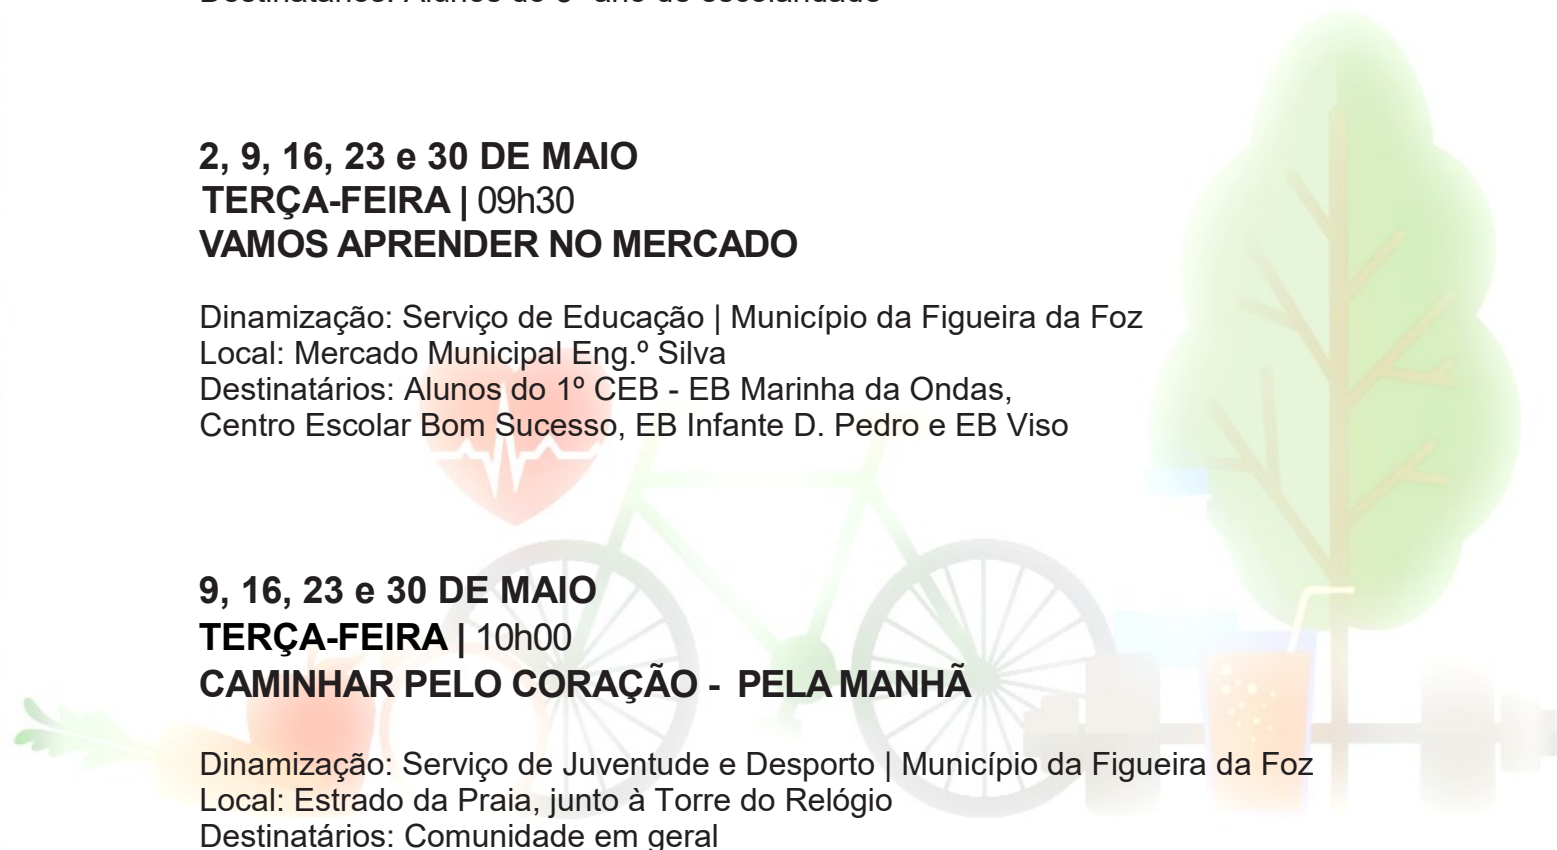 2, 9, 16, 23 e 30 DE MAIO
TERÇA-FEIRA | 09h30
VAMOS APRENDER NO MERCADO
Dinamização: Serviço de Educação | Município da Figueira da Foz
Local: Mercado Municipal Eng.º Silva
Destinatários: Alunos do 1º CEB - EB Marinha da Ondas,
Centro Escolar Bom Sucesso, EB Infante D. Pedro e EB Viso
9, 16, 23 e 30 DE MAIO
TERÇA-FEIRA | 10h00
CAMINHAR PELO CORAÇÃO - PELA MANHÃ
Dinamização: Serviço de Juventude e Desporto | Município da Figueira da Foz
Local: Estrado da Praia, junto à Torre do Relógio
Destinatários: Comunidade em geral